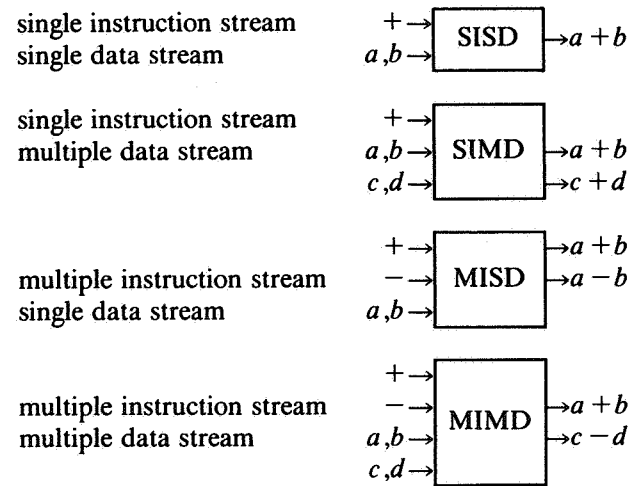 single instruction stream
single data stream
+ →
a,b →
SISD
→ a + b
single instruction stream
multiple data stream
+ →
a,b →
c,d →
SIMD
→ a + b
→ c + d
multiple instruction stream
single data stream
+ →
− →
a,b →
MISD
→ a + b
→ a − b
multiple instruction stream
multiple data stream
+ →
− →
a,b →
c,d →
MIMD
→ a + b
→ c − d